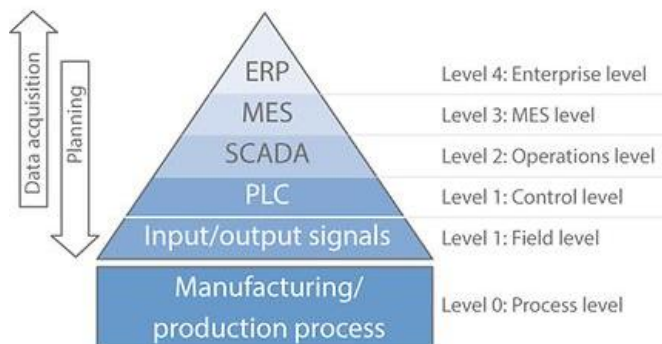 Data acquisition
Planning
ERP
Level 4: Enterprise level
MES
Level 3: MES level
SCADA
Level 2: Operations level
PLC
Level 1: Control level
Input/output signals
Level 1: Field level
Manufacturing/
production process
Level 0: Process level